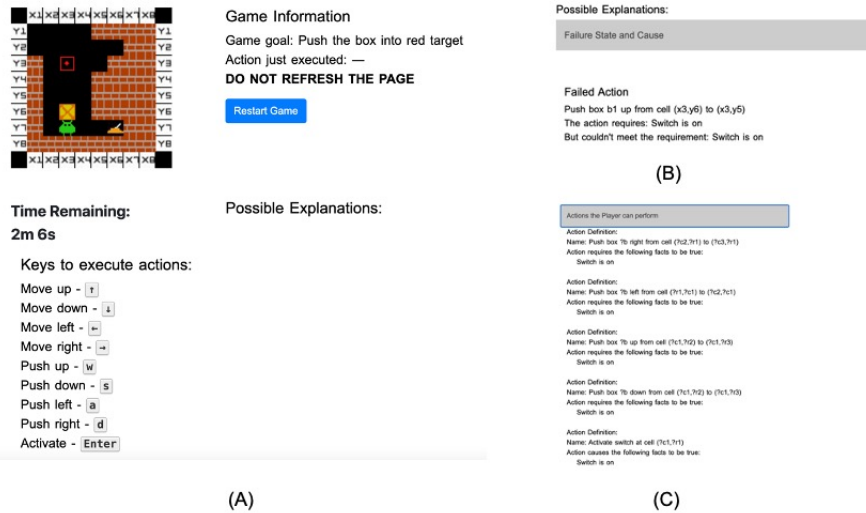 X1 X2 X3 X4 X5 X6 X7 X8
Y1 Y1
Y2 Y2
Y3 Y3
Y4 Y4
Y5 Y5
Y6 Y6
Y7 Y7
Y8 Y8
X1 X2 X3 X4 X5 X6 X7 X8
Game Information
Game goal: Push the box into red target
Action just executed: —
DO NOT REFRESH THE PAGE
Restart Game
Time Remaining:
2m 6s
Possible Explanations:
Keys to execute actions:
Move up - ↑
Move down - ↓
Move left - ←
Move right - →
Push up - w
Push down - s
Push left - a
Push right - d
Activate - Enter
(A)
Possible Explanations:
Failure State and Cause
Failed Action
Push box b1 up from cell (x3,y6) to (x3,y5)
The action requires: Switch is on
But couldn't meet the requirement: Switch is on
(B)
Actions the Player can perform
Action Definition:
Name: Push box ?b right from cell (?c2,?r1) to (?c3,?r1)
Action requires the following facts to be true:
Switch is on
Action Definition:
Name: Push box ?b left from cell (?r1,?c1) to (?c2,?c1)
Action requires the following facts to be true:
Switch is on
Action Definition:
Name: Push box ?b up from cell (?c1,?r2) to (?c1,?r3)
Action requires the following facts to be true:
Switch is on
Action Definition:
Name: Push box ?b down from cell (?c1,?r2) to (?c1,?r3)
Action requires the following facts to be true:
Switch is on
Action Definition:
Name: Activate switch at cell (?c1,?r1)
Action causes the following facts to be true:
Switch is on
(C)